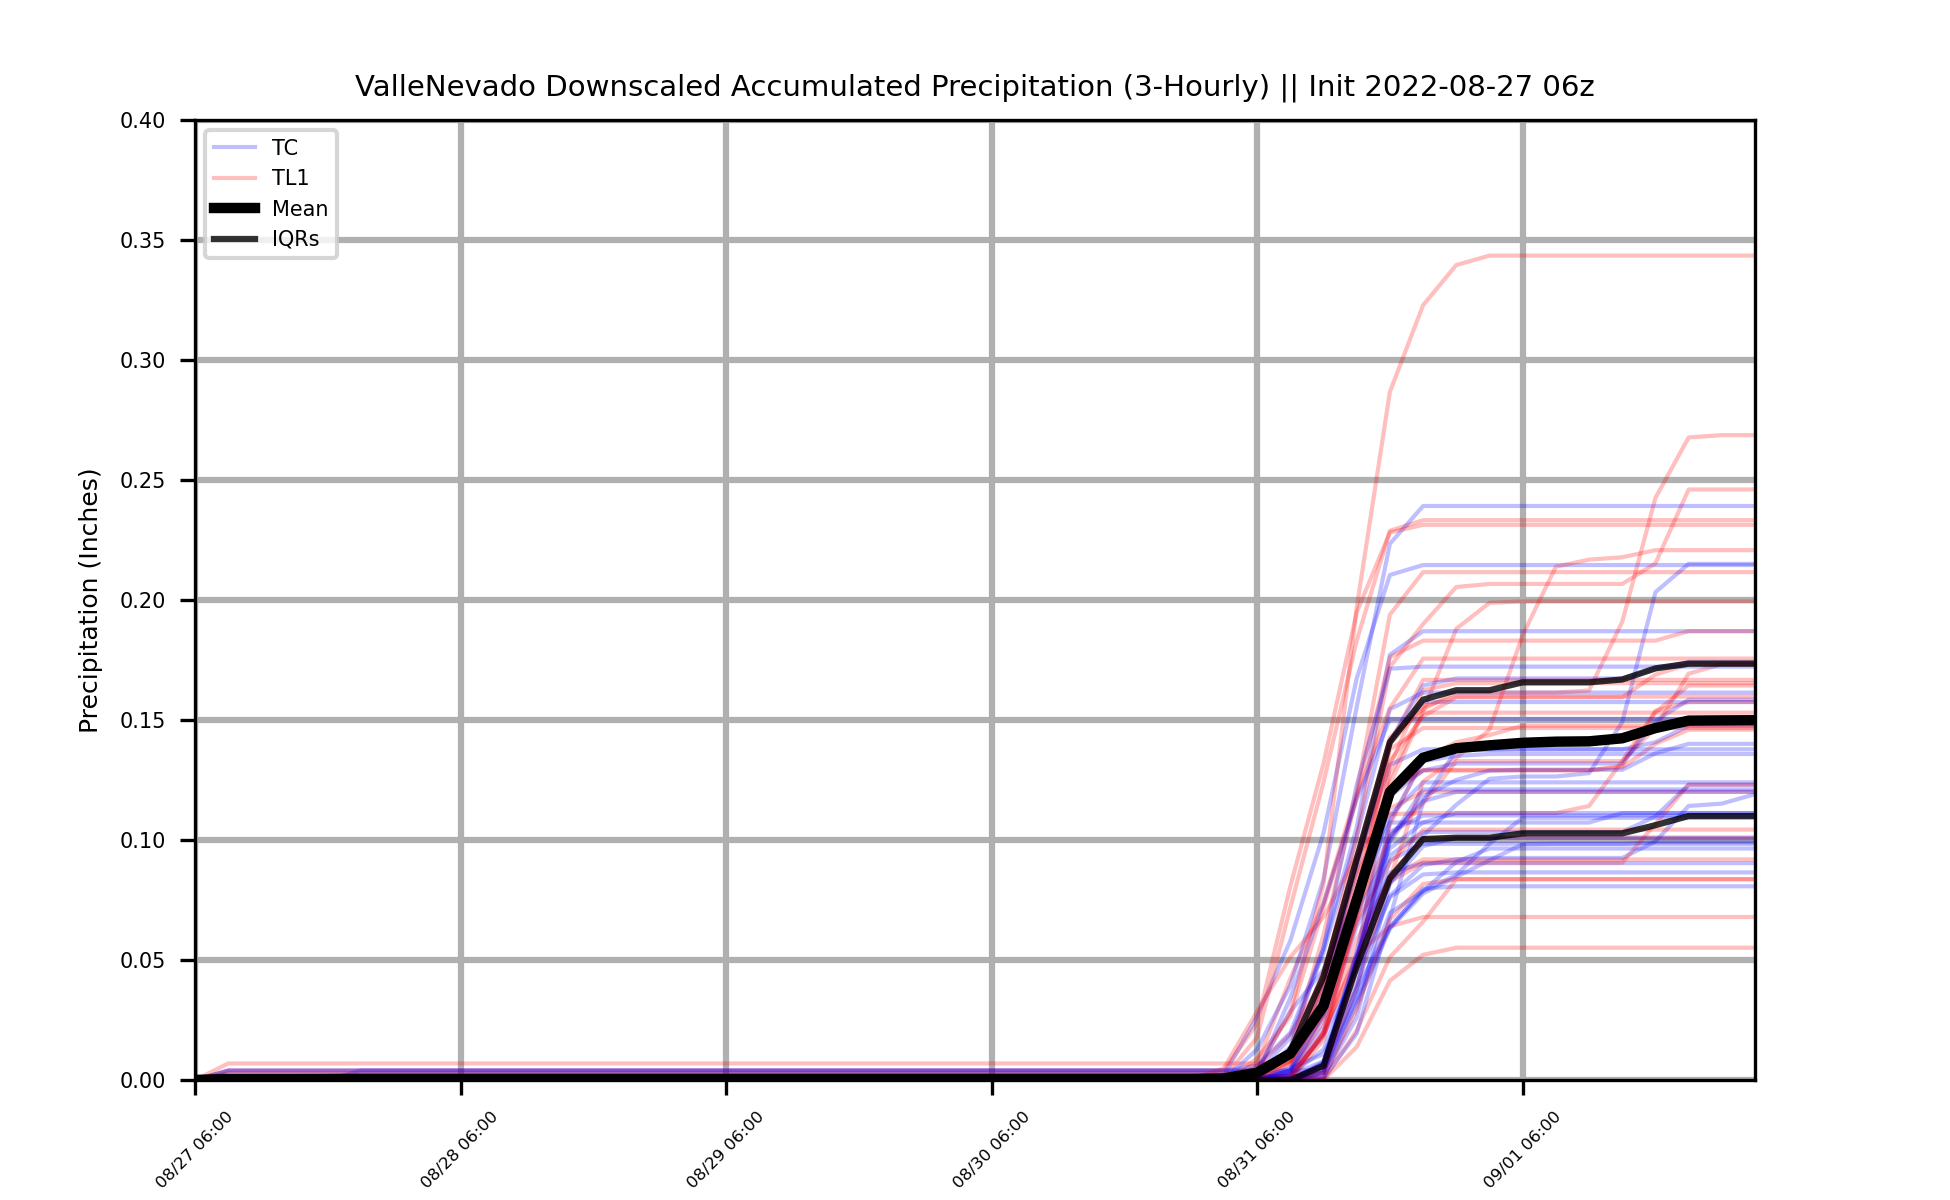 ValleNevado Downscaled Accumulated Precipitation (3-Hourly) || Init 2022-08-27 06z
TC
TL1
Mean
IQRs
Precipitation (Inches)
0.40
0.35
0.30
0.25
0.20
0.15
0.10
0.05
0.00
08/27 06:00
08/28 06:00
08/29 06:00
08/30 06:00
08/31 06:00
09/01 06:00